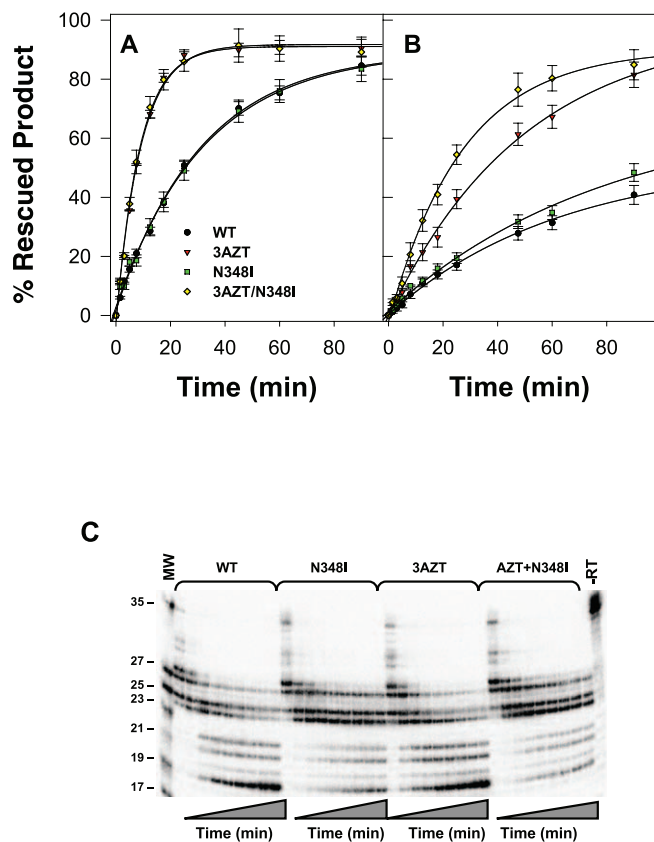 A
B
% Rescued Product
100
80
60
40
20
0
WT
3AZT
N348I
3AZT/N348I
0 20 40 60 80
0 20 40 60 80
Time (min)
Time (min)
C
MW
WT
N348I
3AZT
AZT+N348I
-RT
35
27
25
23
21
19
17
Time (min)
Time (min)
Time (min)
Time (min)